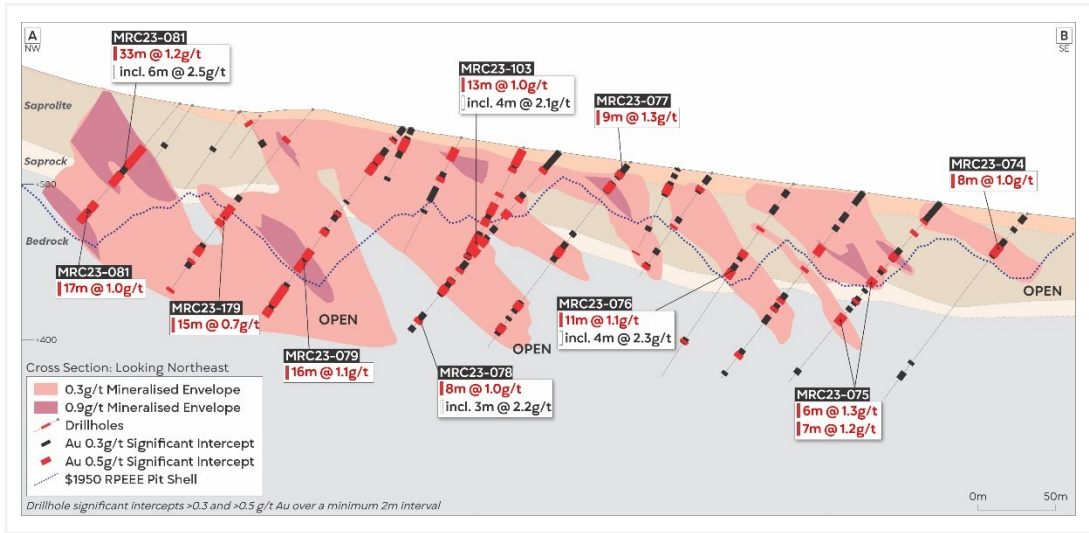 A
NW
B
SE
MRC23-081
33m @ 1.2g/t
incl. 6m @ 2.5g/t
MRC23-103
13m @ 1.0g/t
incl. 4m @ 2.1g/t
MRC23-077
9m @ 1.3g/t
MRC23-074
8m @ 1.0g/t
Saprolite
Saprock
+500
Bedrock
MRC23-081
17m @ 1.0g/t
MRC23-179
15m @ 0.7g/t
OPEN
MRC23-079
16m @ 1.1g/t
+400
OPEN
MRC23-078
8m @ 1.0g/t
incl. 3m @ 2.2g/t
MRC23-076
11m @ 1.1g/t
incl. 4m @ 2.3g/t
OPEN
MRC23-075
6m @ 1.3g/t
7m @ 1.2g/t
Cross Section: Looking Northeast
0.3g/t Mineralised Envelope
0.9g/t Mineralised Envelope
Drillholes
Au 0.3g/t Significant Intercept
Au 0.5g/t Significant Intercept
$1950 RPEEE Pit Shell
Drillhole significant intercepts >0.3 and >0.5 g/t Au over a minimum 2m interval
0m 50m